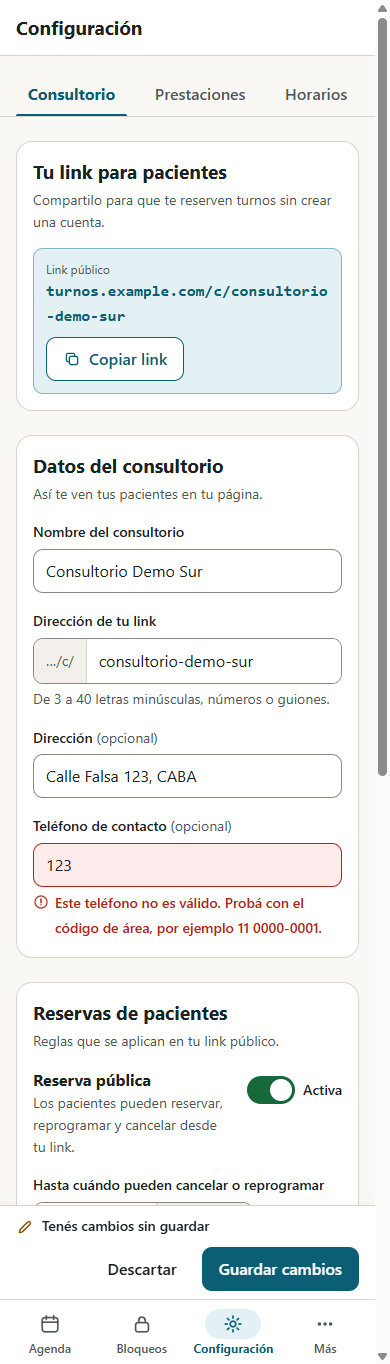 Configuración
Consultorio Prestaciones Horarios
Tu link para pacientes
Compartilo para que te reserven turnos sin crear
una cuenta.
Link público
turnos.example.com/c/consultorio
-demo-sur
Copiar link
Datos del consultorio
Así te ven tus pacientes en tu página.
Nombre del consultorio
Consultorio Demo Sur
Dirección de tu link
.../c/ consultorio-demo-sur
De 3 a 40 letras minúsculas, números o guiones.
Dirección (opcional)
Calle Falsa 123, CABA
Teléfono de contacto (opcional)
123
Este teléfono no es válido. Probá con el
código de área, por ejemplo 11 0000-0001.
Reservas de pacientes
Reglas que se aplican en tu link público.
Reserva pública
Activa
Los pacientes pueden reservar,
reprogramar y cancelar desde
tu link.
Hasta cuándo pueden cancelar o reprogramar
Tenés cambios sin guardar
Descartar Guardar cambios
Agenda Bloqueos Configuración Más